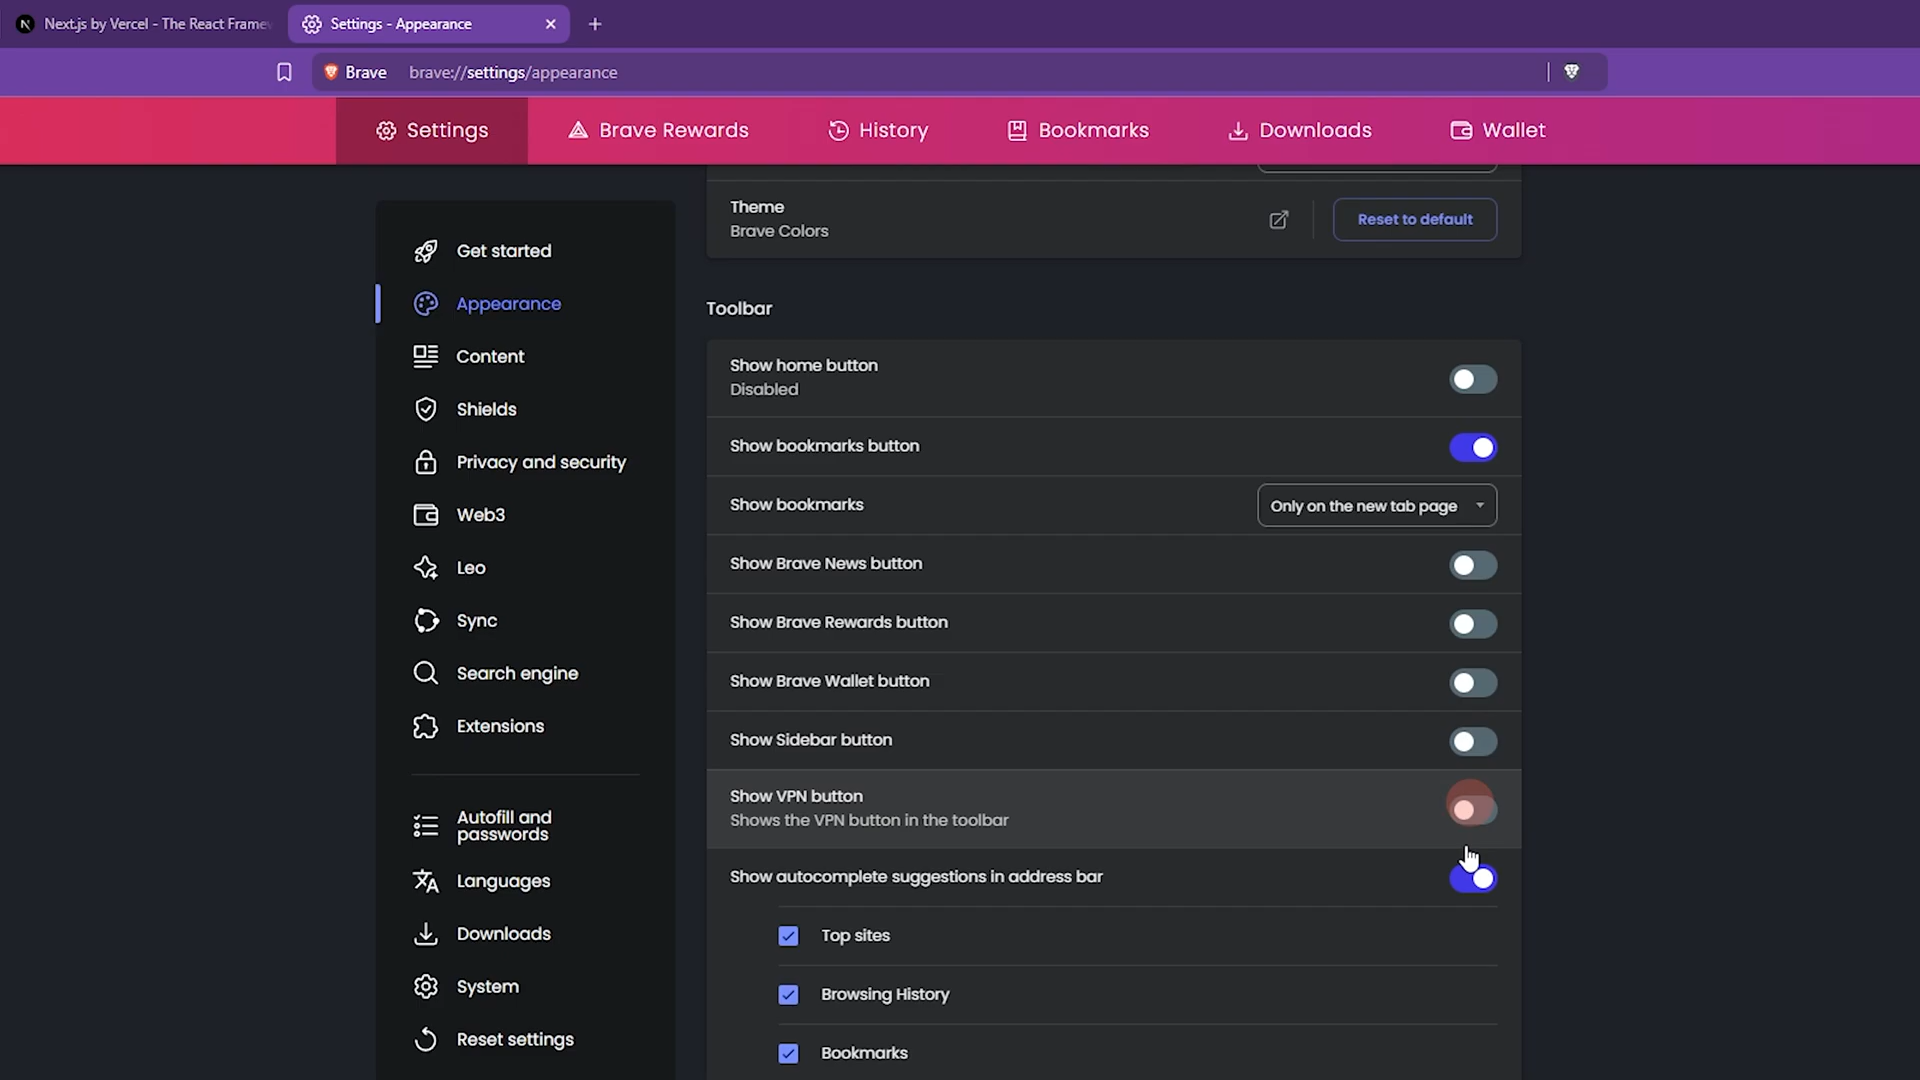 Next.js by Vercel - The React Frame
Settings - Appearance
Brave brave://settings/appearance
Settings
Brave Rewards
History
Bookmarks
Downloads
Wallet
Theme
Brave Colors
Reset to default
Get started
Appearance
Content
Shields
Privacy and security
Web3
Leo
Sync
Search engine
Extensions
Autofill and
passwords
Languages
Downloads
System
Reset settings
Toolbar
Show home button
Disabled
Show bookmarks button
Show bookmarks
Only on the new tab page
Show Brave News button
Show Brave Rewards button
Show Brave Wallet button
Show Sidebar button
Show VPN button
Shows the VPN button in the toolbar
Show autocomplete suggestions in address bar
Top sites
Browsing History
Bookmarks